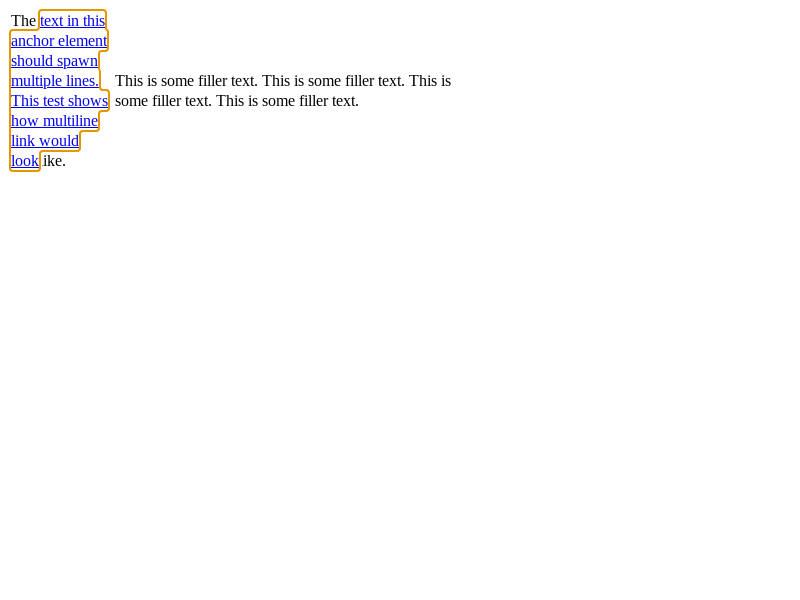 The text in this
anchor element
should spawn
multiple lines.
This test shows
how multiline
link would
look ike.
This is some filler text. This is some filler text. This is
some filler text. This is some filler text.